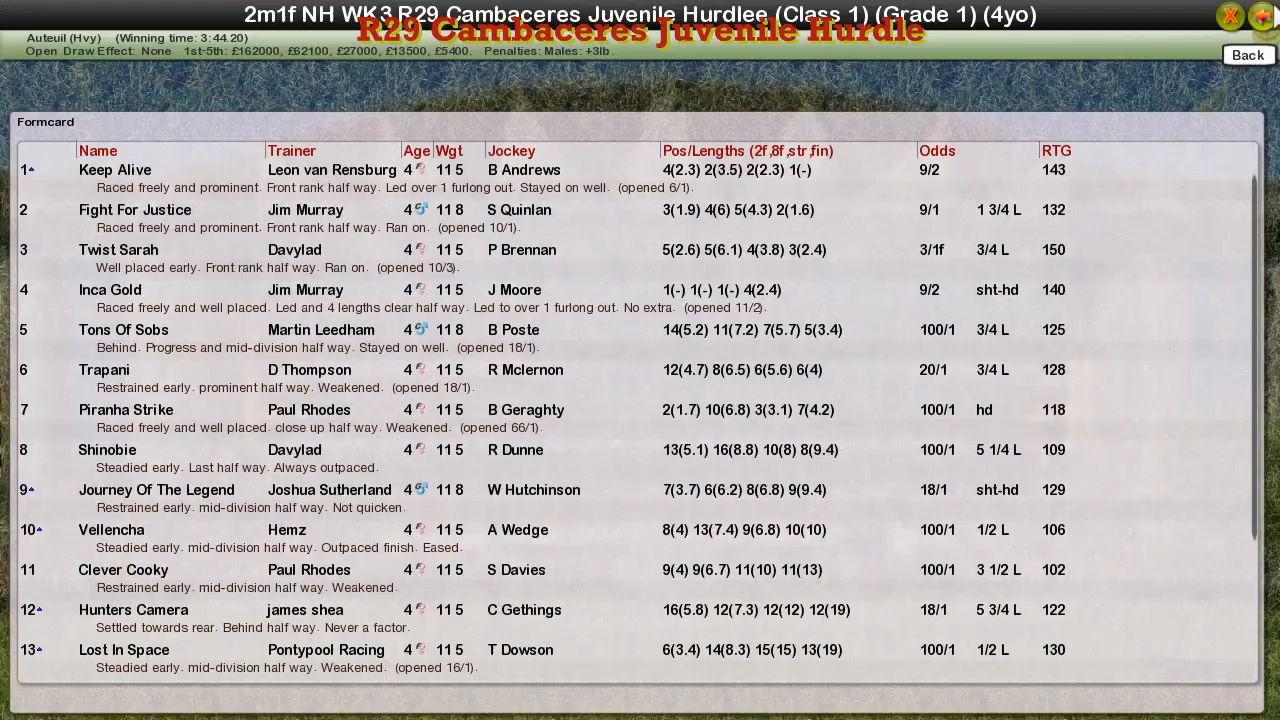 2m1f NH WK3 R29 Cambaceres Juvenile Hurdlee (Class 1) (Grade 1) (4yo)
R29 Cambaceres Juvenile Hurdle
X
Auteuil (Hvy) (Winning time: 3:44.20)
Open Draw Effect: None 1st-5th: £162000, £62100, £27000, £13500, £5400. Penalties: Males: +3lb.
Back
Formcard
Name Trainer Age Wgt Jockey Pos/Lengths (2f,8f,str,fin) Odds RTG
1 Keep Alive Leon van Rensburg 4 11 5 B Andrews 4(2.3) 2(3.5) 2(2.3) 1(-) 9/2 143
Raced freely and prominent. Front rank half way. Led over 1 furlong out. Stayed on well. (opened 6/1).
2 Fight For Justice Jim Murray 4 11 8 S Quinlan 3(1.9) 4(6) 5(4.3) 2(1.6) 9/1 1 3/4 L 132
Raced freely and prominent. Front rank half way. Ran on. (opened 10/1).
3 Twist Sarah Davylad 4 11 5 P Brennan 5(2.6) 5(6.1) 4(3.8) 3(2.4) 3/1f 3/4 L 150
Well placed early. Front rank half way. Ran on. (opened 10/3).
4 Inca Gold Jim Murray 4 11 5 J Moore 1(-) 1(-) 1(-) 4(2.4) 9/2 sht-hd 140
Raced freely and well placed. Led and 4 lengths clear half way. Led to over 1 furlong out. No extra. (opened 11/2).
5 Tons Of Sobs Martin Leedham 4 11 8 B Poste 14(5.2) 11(7.2) 7(5.7) 5(3.4) 100/1 3/4 L 125
Behind. Progress and mid-division half way. Stayed on well. (opened 18/1).
6 Trapani D Thompson 4 11 5 R Mclernon 12(4.7) 8(6.5) 6(5.6) 6(4) 20/1 3/4 L 128
Restrained early. prominent half way. Weakened. (opened 18/1).
7 Piranha Strike Paul Rhodes 4 11 5 B Geraghty 2(1.7) 10(6.8) 3(3.1) 7(4.2) 100/1 hd 118
Raced freely and well placed. close up half way. Weakened. (opened 66/1).
8 Shinobie Davylad 4 11 5 R Dunne 13(5.1) 16(8.8) 10(8) 8(9.4) 100/1 5 1/4 L 109
Steadied early. Last half way. Always outpaced.
9 Journey Of The Legend Joshua Sutherland 4 11 8 W Hutchinson 7(3.7) 6(6.2) 8(6.8) 9(9.4) 18/1 sht-hd 129
Restrained early. mid-division half way. Not quicken.
10 Vellencha Hemz 4 11 5 A Wedge 8(4) 13(7.4) 9(6.8) 10(10) 100/1 1/2 L 106
Steadied early. mid-division half way. Outpaced finish. Eased.
11 Clever Cooky Paul Rhodes 4 11 5 S Davies 9(4) 9(6.7) 11(10) 11(13) 100/1 3 1/2 L 102
Restrained early. mid-division half way. Weakened.
12 Hunters Camera james shea 4 11 5 C Gethings 16(5.8) 12(7.3) 12(12) 12(19) 18/1 5 3/4 L 122
Settled towards rear. Behind half way. Never a factor.
13 Lost In Space Pontypool Racing 4 11 5 T Dowson 6(3.4) 14(8.3) 15(15) 13(19) 100/1 1/2 L 130
Steadied early. mid-division half way. Weakened. (opened 16/1).